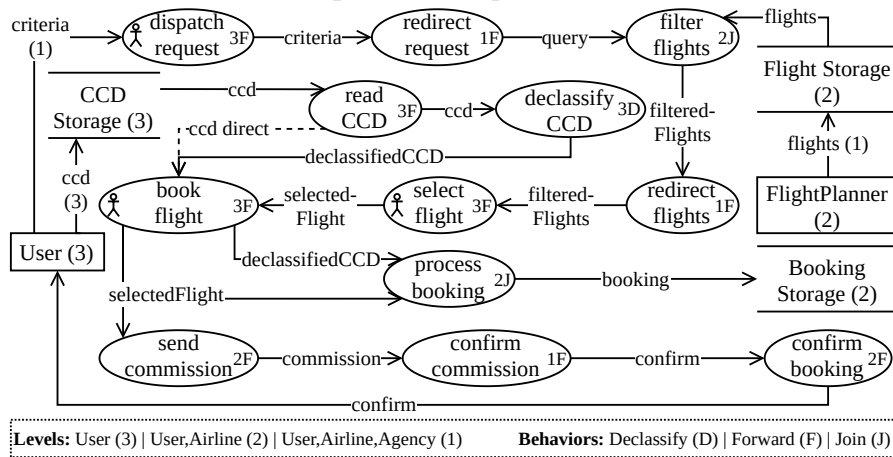 criteria
(1)
dispatch
request 3F
criteria
redirect
request 1F
query
filter
flights 2J
flights
Flight Storage
(2)
CCD
Storage (3)
ccd
read
CCD 3F
ccd
declassify
CCD 3D
ccd direct
declassifiedCCD
filtered-
Flights
flights (1)
ccd
(3)
book
flight 3F
selected-
Flight
select
flight 3F
filtered-
Flights
redirect
flights 1F
FlightPlanner
(2)
User (3)
declassifiedCCD
selectedFlight
process
booking 2J
booking
Booking
Storage (2)
send
commission 2F
commission
confirm
commission 1F
confirm
confirm
booking 2F
confirm
Levels: User (3) | User,Airline (2) | User,Airline,Agency (1)
Behaviors: Declassify (D) | Forward (F) | Join (J)